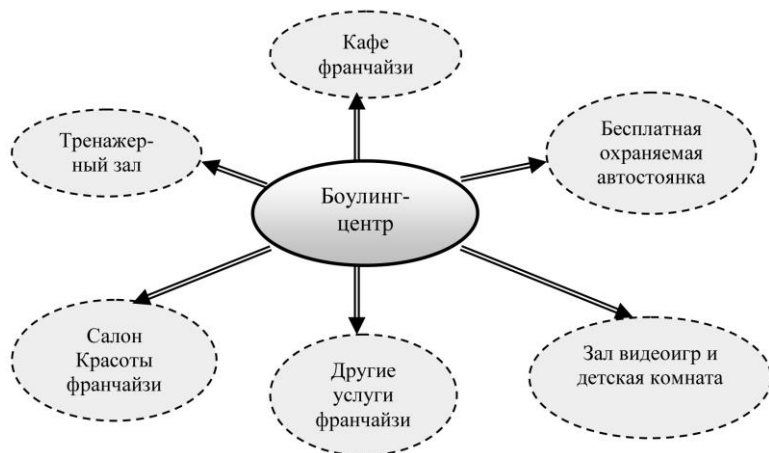 Кафе
франчайзи
Тренажер-
ный зал
Бесплатная
охраняемая
автостоянка
Боулинг-
центр
Салон
Красоты
франчайзи
Другие
услуги
франчайзи
Зал видеоигр и
детская комната